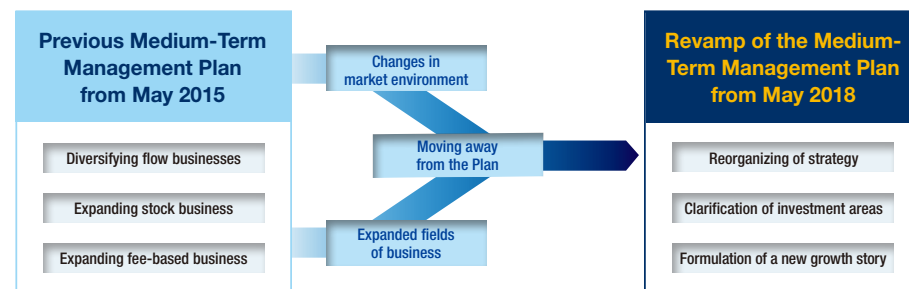 Previous Medium-Term
Management Plan
from May 2015
Diversifying flow businesses
Expanding stock business
Expanding fee-based business
Changes in
market environment
Moving away
from the Plan
Expanded fields
of business
Revamp of the Medium-
Term Management Plan
from May 2018
Reorganizing of strategy
Clarification of investment areas
Formulation of a new growth story